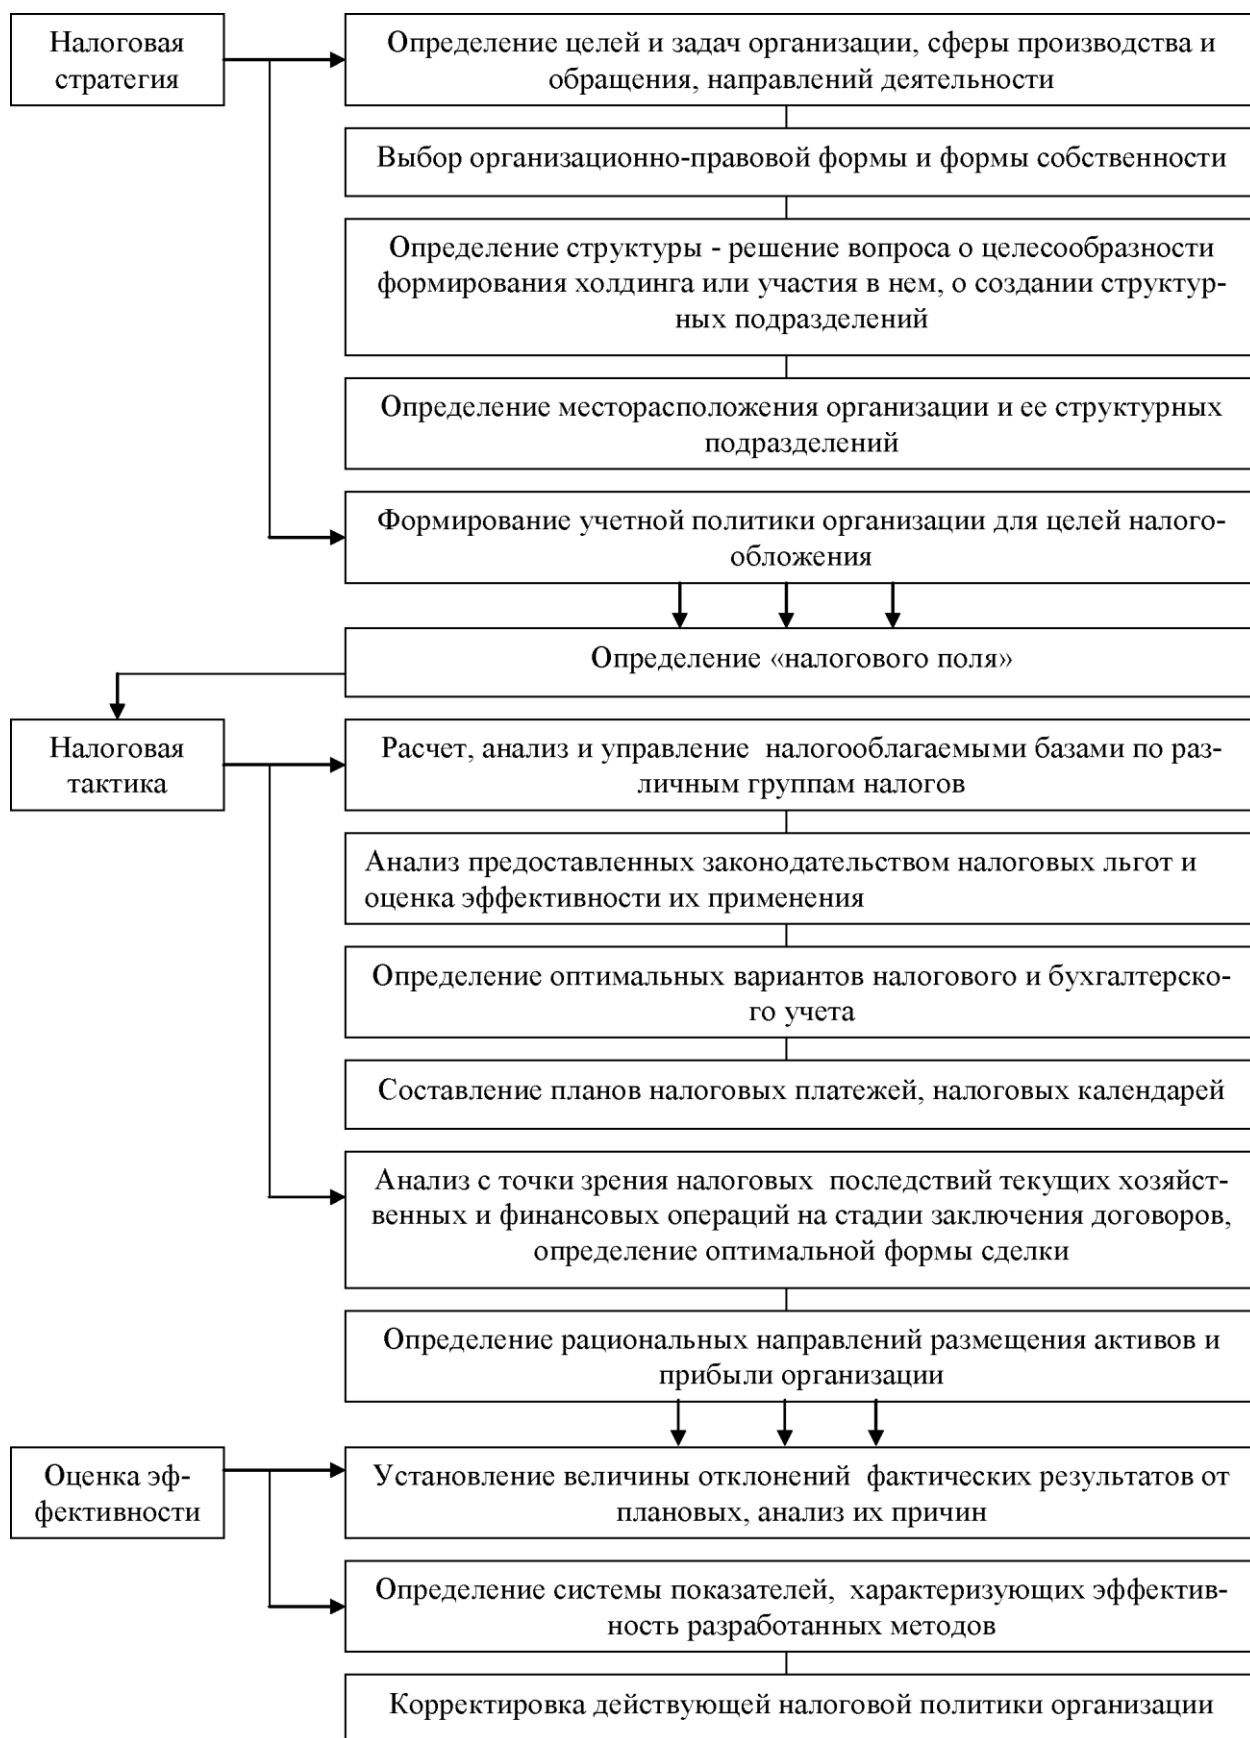 Налоговая
стратегия
Определение целей и задач организации, сферы производства и
обращения, направлений деятельности
Выбор организационно-правовой формы и формы собственности
Определение структуры - решение вопроса о целесообразности
формирования холдинга или участия в нем, о создании структур-
ных подразделений
Определение месторасположения организации и ее структурных
подразделений
Формирование учетной политики организации для целей налого-
обложения
Определение «налогового поля»
Налоговая
тактика
Расчет, анализ и управление налогооблагаемыми базами по раз-
личным группам налогов
Анализ предоставленных законодательством налоговых льгот и
оценка эффективности их применения
Определение оптимальных вариантов налогового и бухгалтерско-
го учета
Составление планов налоговых платежей, налоговых календарей
Анализ с точки зрения налоговых последствий текущих хозяйст-
венных и финансовых операций на стадии заключения договоров,
определение оптимальной формы сделки
Определение рациональных направлений размещения активов и
прибыли организации
Оценка эф-
фективности
Установление величины отклонений фактических результатов от
плановых, анализ их причин
Определение системы показателей, характеризующих эффектив-
ность разработанных методов
Корректировка действующей налоговой политики организации